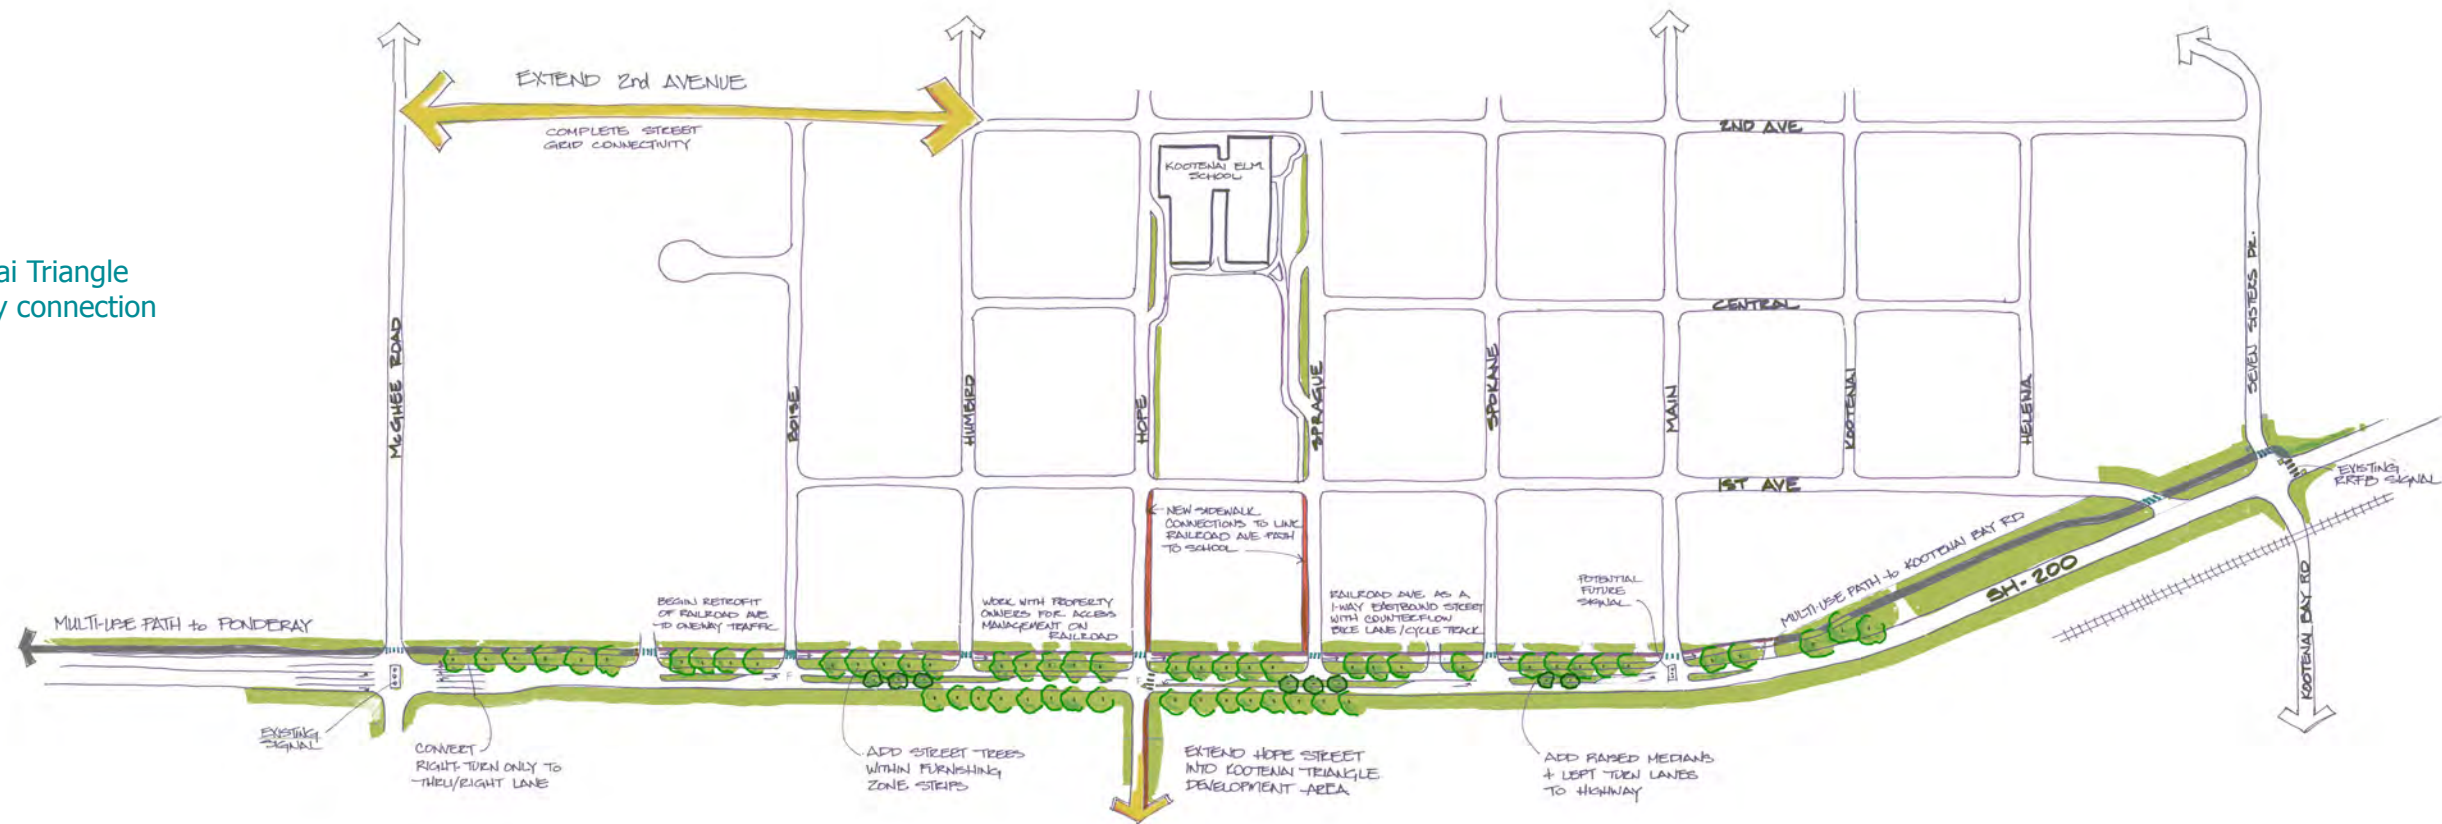 EXTEND 2nd AVENUE
COMPLETE STREET
GRID CONNECTIVITY
2ND AVE
KOOTENAI ELM.
SCHOOL
ai Triangle
y connection
CENTRAL
McGHEE ROAD
BOISE
HUMBIRD
HOPE
SPRAGUE
SPOKANE
MAIN
KOOTENAI
HELENA
SEVEN SISTERS DR.
1ST AVE
EXISTING
RRFB SIGNAL
NEW SIDEWALK
CONNECTIONS TO LINK
RAILROAD AVE PATH
TO SCHOOL
MULTI-USE PATH to KOOTENAI BAY RD
SH-200
KOOTENAI BAY RD
POTENTIAL
FUTURE
SIGNAL
MULTI-USE PATH to PONDERAY
BEGIN RETROFIT
OF RAILROAD AVE
TO ONEWAY TRAFFIC
WORK WITH PROPERTY
OWNERS FOR ACCESS
MANAGEMENT ON
RAILROAD
RAILROAD AVE AS A
1-WAY EASTBOUND STREET
WITH COUNTERFLOW
BIKE LANE/CYCLE TRACK
EXISTING
SIGNAL
CONVERT
RIGHT-TURN ONLY TO
THRU/RIGHT LANE
ADD STREET TREES
WITHIN FURNISHING
ZONE STRIPS
EXTEND HOPE STREET
INTO KOOTENAI TRIANGLE
DEVELOPMENT AREA
ADD RAISED MEDIANS
+ LEFT TURN LANES
TO HIGHWAY